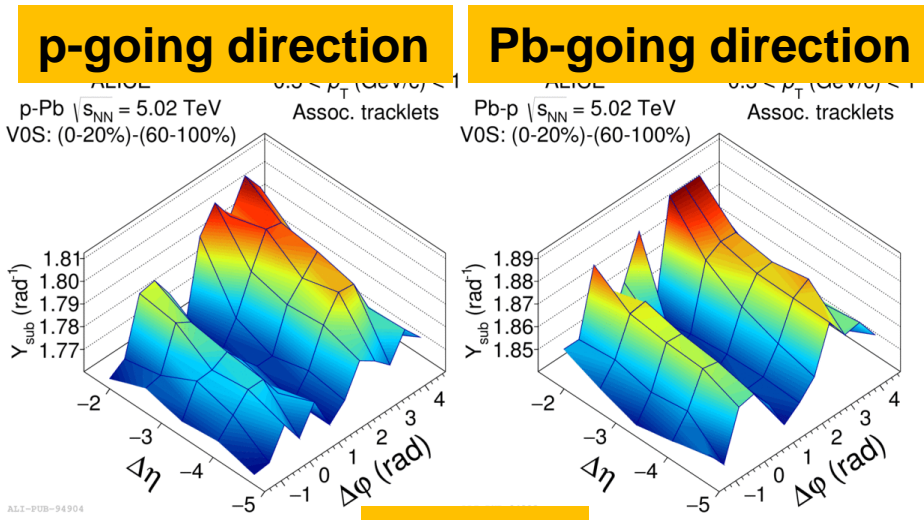 p-going direction
Pb-going direction
p-Pb √sNN = 5.02 TeV
Assoc. tracklets
V0S: (0-20%)-(60-100%)
Pb-p √sNN = 5.02 TeV
Assoc. tracklets
V0S: (0-20%)-(60-100%)
Ysub (rad-1)
1.81
1.80
1.79
1.78
1.77
−2
−3
−4
−5
Δη
−1
0
1
2
3
4
Δφ (rad)
Ysub (rad-1)
1.89
1.88
1.87
1.86
1.85
−2
−3
−4
−5
Δη
−1
0
1
2
3
4
Δφ (rad)
ALI-PUB-94904